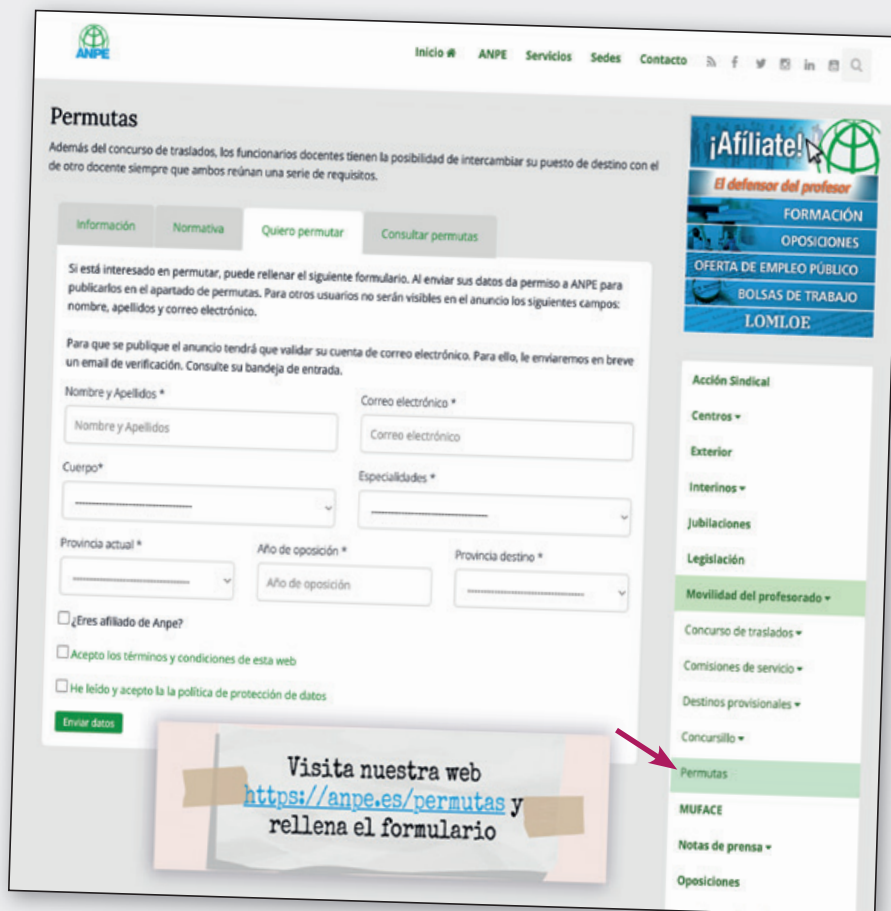 ANPE
Inicio ANPE Servicios Sedes Contacto
Permutas
Además del concurso de traslados, los funcionarios docentes tienen la posibilidad de intercambiar su puesto de destino con el
de otro docente siempre que ambos reúnan una serie de requisitos.
Información Normativa Quiero permutar Consultar permutas
Si está interesado en permutar, puede rellenar el siguiente formulario. Al enviar sus datos da permiso a ANPE para
publicarlos en el apartado de permutas. Para otros usuarios no serán visibles en el anuncio los siguientes campos:
nombre, apellidos y correo electrónico.
Para que se publique el anuncio tendrá que validar su cuenta de correo electrónico. Para ello, le enviaremos en breve
un email de verificación. Consulte su bandeja de entrada.
Nombre y Apellidos * Correo electrónico *
Nombre y Apellidos Correo electrónico
Cuerpo* Especialidades *
Provincia actual * Año de oposición * Provincia destino *
Año de oposición
¿Eres afiliado de Anpe?
Acepto los términos y condiciones de esta web
He leído y acepto la la política de protección de datos
Enviar datos
Visita nuestra web
https://anpe.es/permutas y
rellena el formulario
¡Afíliate!
El defensor del profesor
FORMACIÓN
OPOSICIONES
OFERTA DE EMPLEO PÚBLICO
BOLSAS DE TRABAJO
LOMLOE
Acción Sindical
Centros
Exterior
Interinos
Jubilaciones
Legislación
Movilidad del profesorado
Concurso de traslados
Comisiones de servicio
Destinos provisionales
Concursillo
Permutas
MUFACE
Notas de prensa
Oposiciones